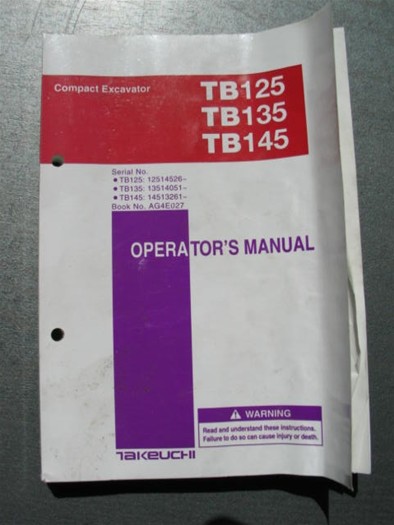 Compact Excavator
TB125
TB135
TB145
Serial No.
● TB125: 12514526–
● TB135: 13514051–
● TB145: 14513261–
Book No. AG4E027
OPERATOR'S MANUAL
⚠ WARNING
Read and understand these instructions.
Failure to do so can cause injury or death.
TAKEUCHI